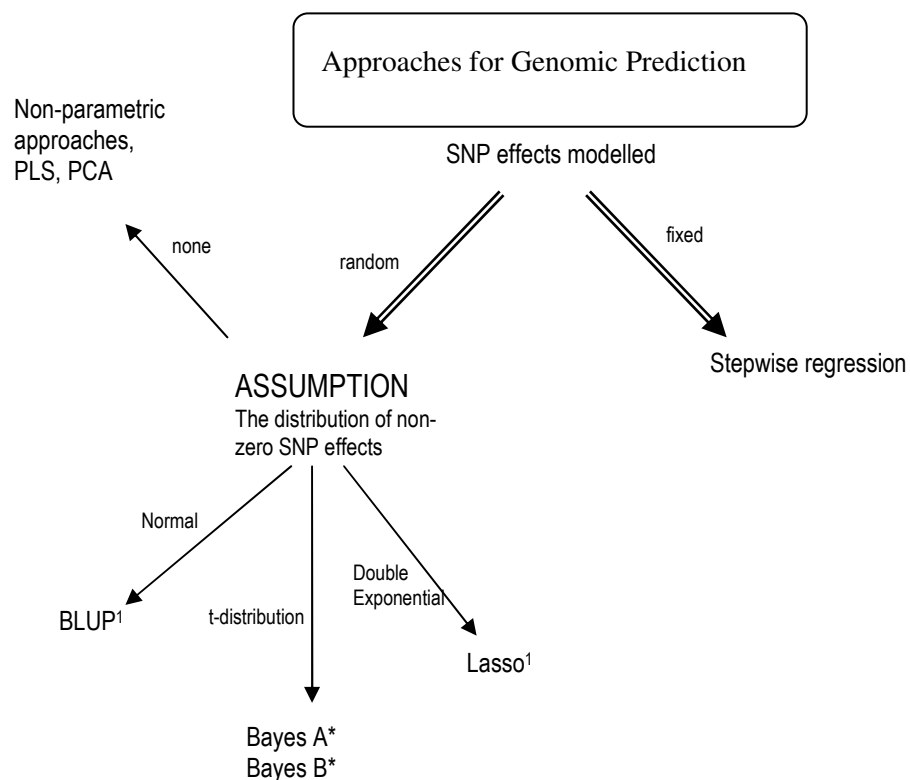 Approaches for Genomic Prediction
Non-parametric
approaches,
PLS, PCA
SNP effects modelled
none
random
fixed
Stepwise regression
ASSUMPTION
The distribution of non-
zero SNP effects
Normal
t-distribution
Double
Exponential
BLUP¹
Lasso¹
Bayes A*
Bayes B*